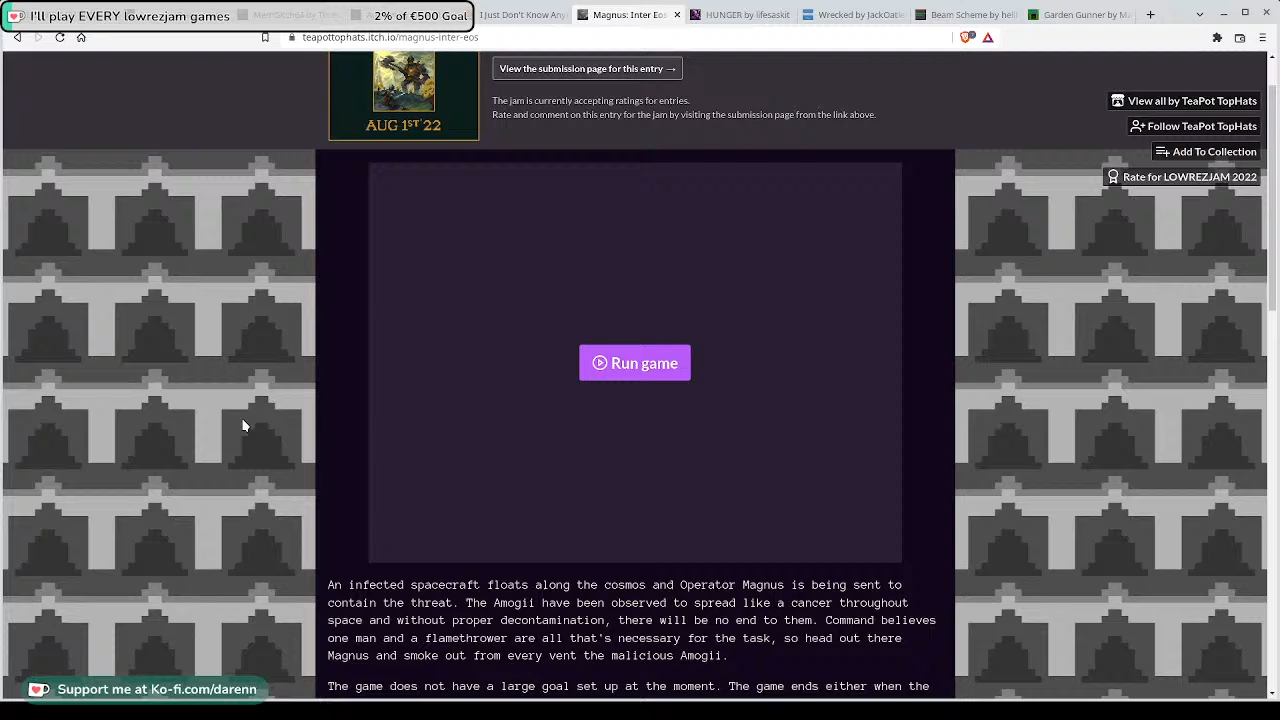 I'll play EVERY lowrezjam games
2% of €500 Goal
I Just Don't Know Any
Magnus: Inter Eos
HUNGER by lifesaskit
Wrecked by JackOatle
Beam Scheme by helli
Garden Gunner by Ma
teapottophats.itch.io/magnus-inter-eos
View the submission page for this entry →
The jam is currently accepting ratings for entries.
Rate and comment on this entry for the jam by visiting the submission page from the link above.
AUG 1ST '22
View all by TeaPot TopHats
Follow TeaPot TopHats
Add To Collection
Rate for LOWREZJAM 2022
Run game
An infected spacecraft floats along the cosmos and Operator Magnus is being sent to
contain the threat. The Amogii have been observed to spread like a cancer throughout
space and without proper decontamination, there will be no end to them. Command believes
one man and a flamethrower are all that's necessary for the task, so head out there
Magnus and smoke out from every vent the malicious Amogii.
The game does not have a large goal set up at the moment. The game ends either when the
Support me at Ko-fi.com/darenn